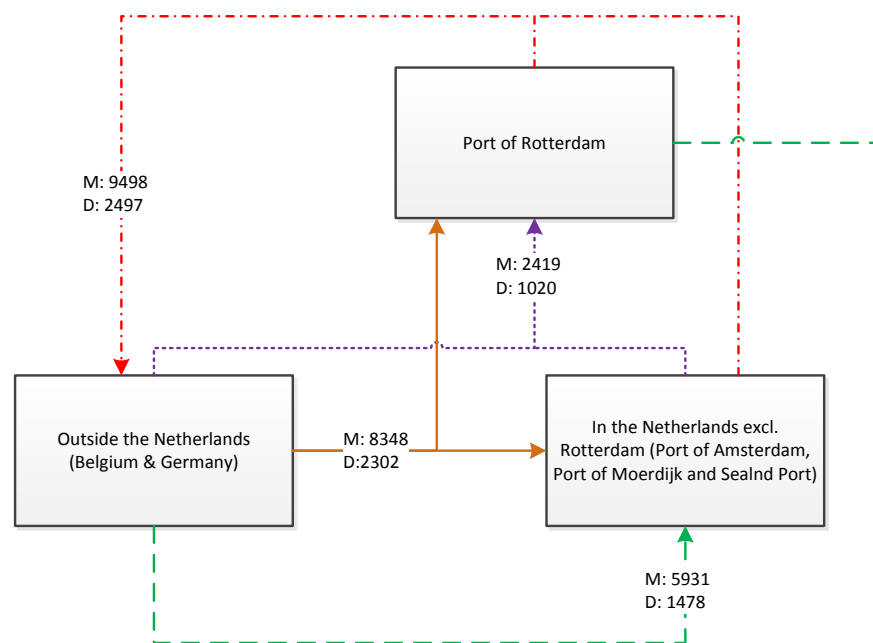 Port of Rotterdam
M: 9498
D: 2497
M: 2419
D: 1020
Outside the Netherlands
(Belgium & Germany)
M: 8348
D:2302
In the Netherlands excl.
Rotterdam (Port of Amsterdam,
Port of Moerdijk and Sealnd Port)
M: 5931
D: 1478